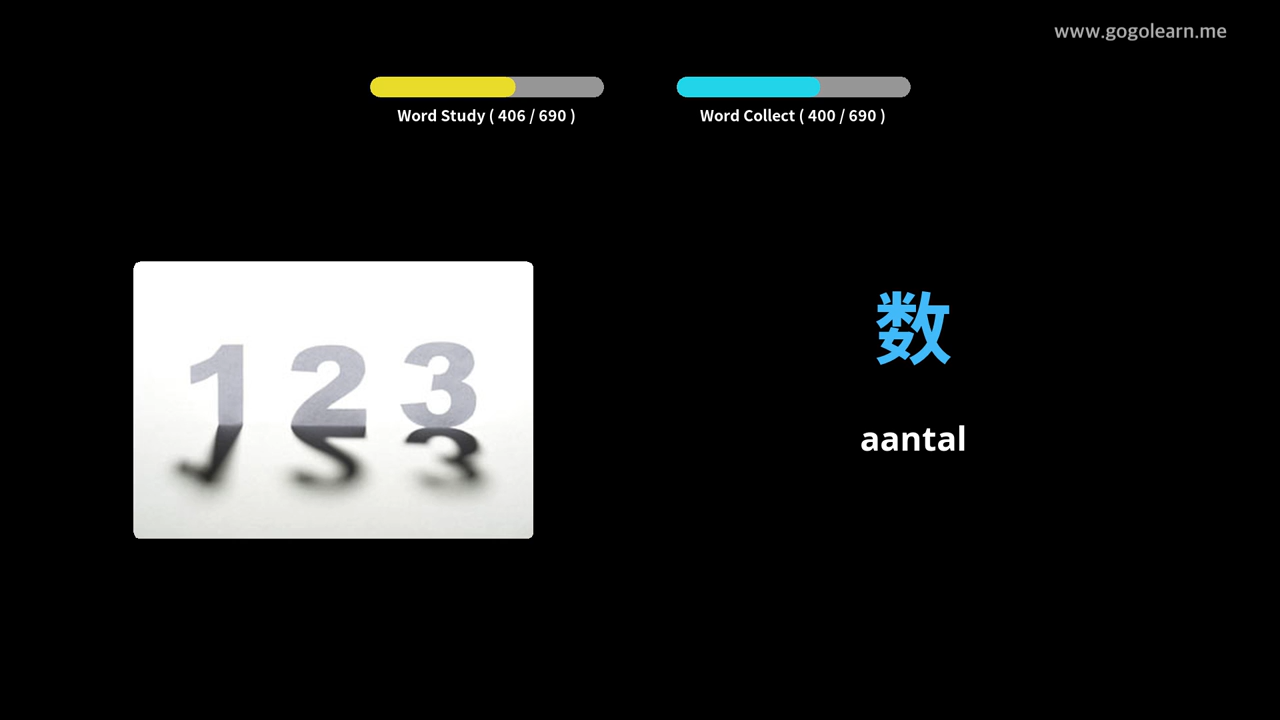 www.gogolearn.me
Word Study ( 406 / 690 )
Word Collect ( 400 / 690 )
1 2 3
数
aantal